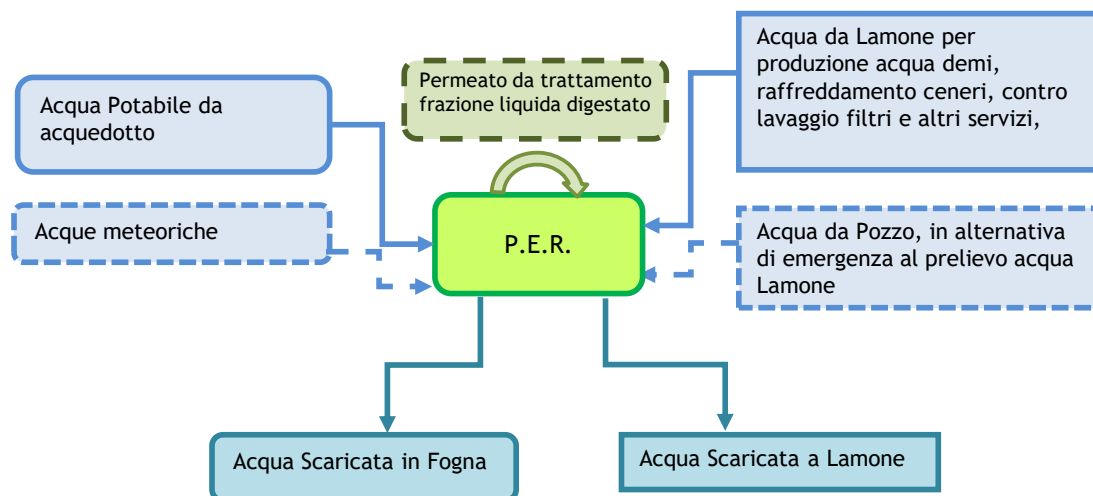 Acqua Potabile da
acquedotto
Acque meteoriche
Permeato da trattamento
frazione liquida digestato
P.E.R.
Acqua da Lamone per
produzione acqua demi,
raffreddamento ceneri, contro
lavaggio filtri e altri servizi,
Acqua da Pozzo, in alternativa
di emergenza al prelievo acqua
Lamone
Acqua Scaricata in Fogna
Acqua Scaricata a Lamone